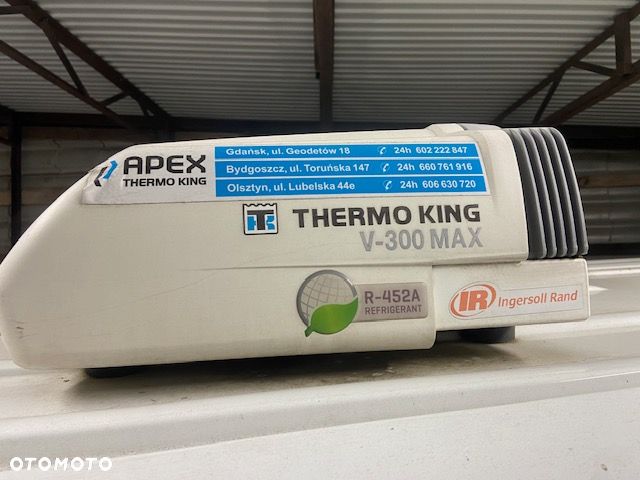 APEX
THERMO KING
Gdańsk, ul. Geodetów 18 24h 602 222 847
Bydgoszcz, ul. Toruńska 147 24h 660 761 916
Olsztyn, ul. Lubelska 44e 24h 606 630 720
TK THERMO KING
V-300 MAX
R-452A
REFRIGERANT
IR Ingersoll Rand
OTOMOTO